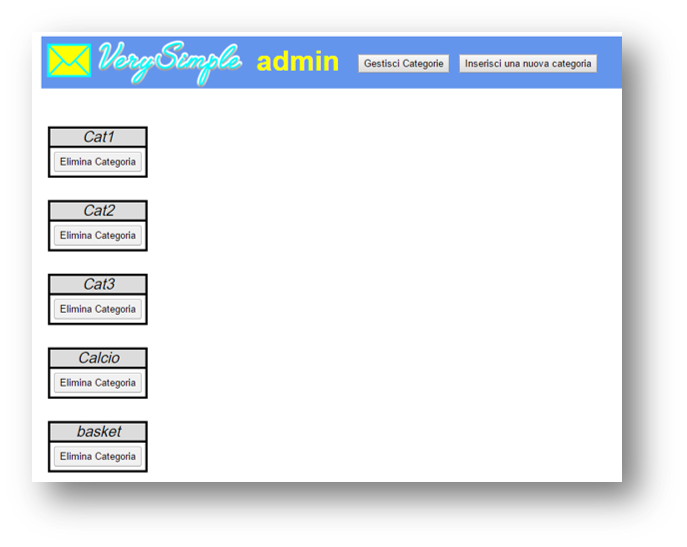 VerySimple admin Gestisci Categorie Inserisci una nuova categoria
Cat1
Elimina Categoria
Cat2
Elimina Categoria
Cat3
Elimina Categoria
Calcio
Elimina Categoria
basket
Elimina Categoria